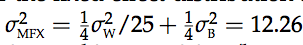 σ²_MFX = ¼σ²_W/25 + ¼σ²_B = 12.26